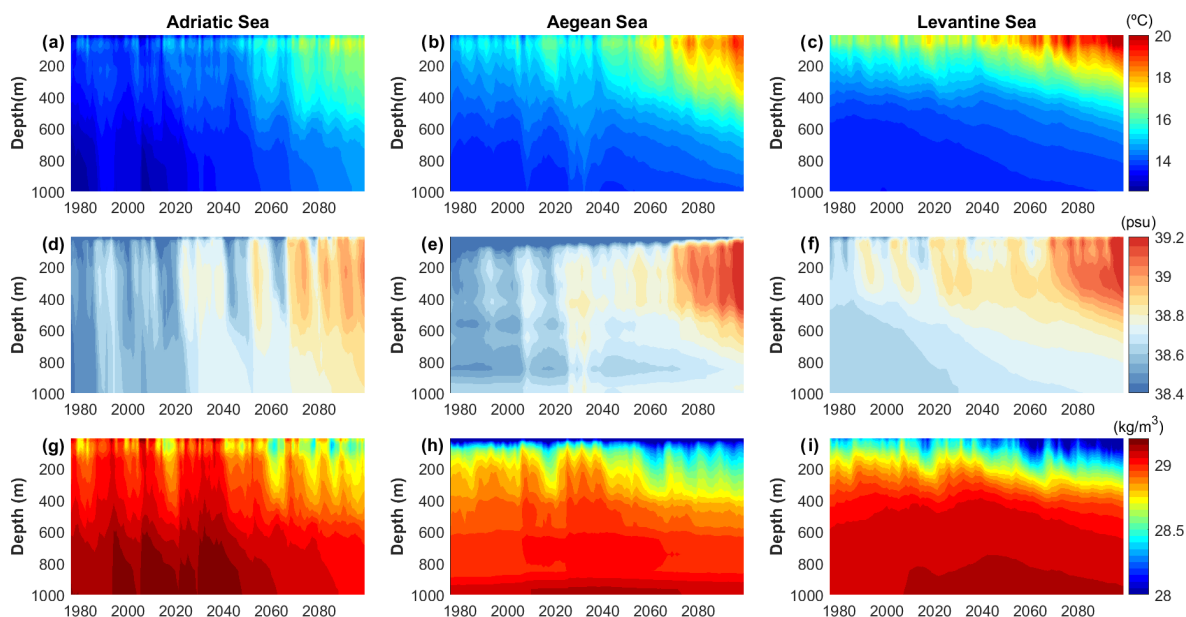 Adriatic Sea Aegean Sea Levantine Sea (ºC)
(a) (b) (c) 20
200 200 200
18
Depth(m) 400 Depth(m) 400 Depth(m) 400
600 600 600 16
800 800 800 14
1000 1000 1000
1980 2000 2020 2040 2060 2080 1980 2000 2020 2040 2060 2080 1980 2000 2020 2040 2060 2080
(psu)
(d) (e) (f) 39.2
200 200 200
39
Depth (m) 400 Depth (m) 400 Depth (m) 400
600 600 600 38.8
800 800 800 38.6
1000 1000 1000 38.4
1980 2000 2020 2040 2060 2080 1980 2000 2020 2040 2060 2080 1980 2000 2020 2040 2060 2080
(kg/m³)
(g) (h) (i)
200 200 200 29
Depth (m) 400 Depth (m) 400 Depth (m) 400
600 600 600 28.5
800 800 800
1000 1000 1000 28
1980 2000 2020 2040 2060 2080 1980 2000 2020 2040 2060 2080 1980 2000 2020 2040 2060 2080